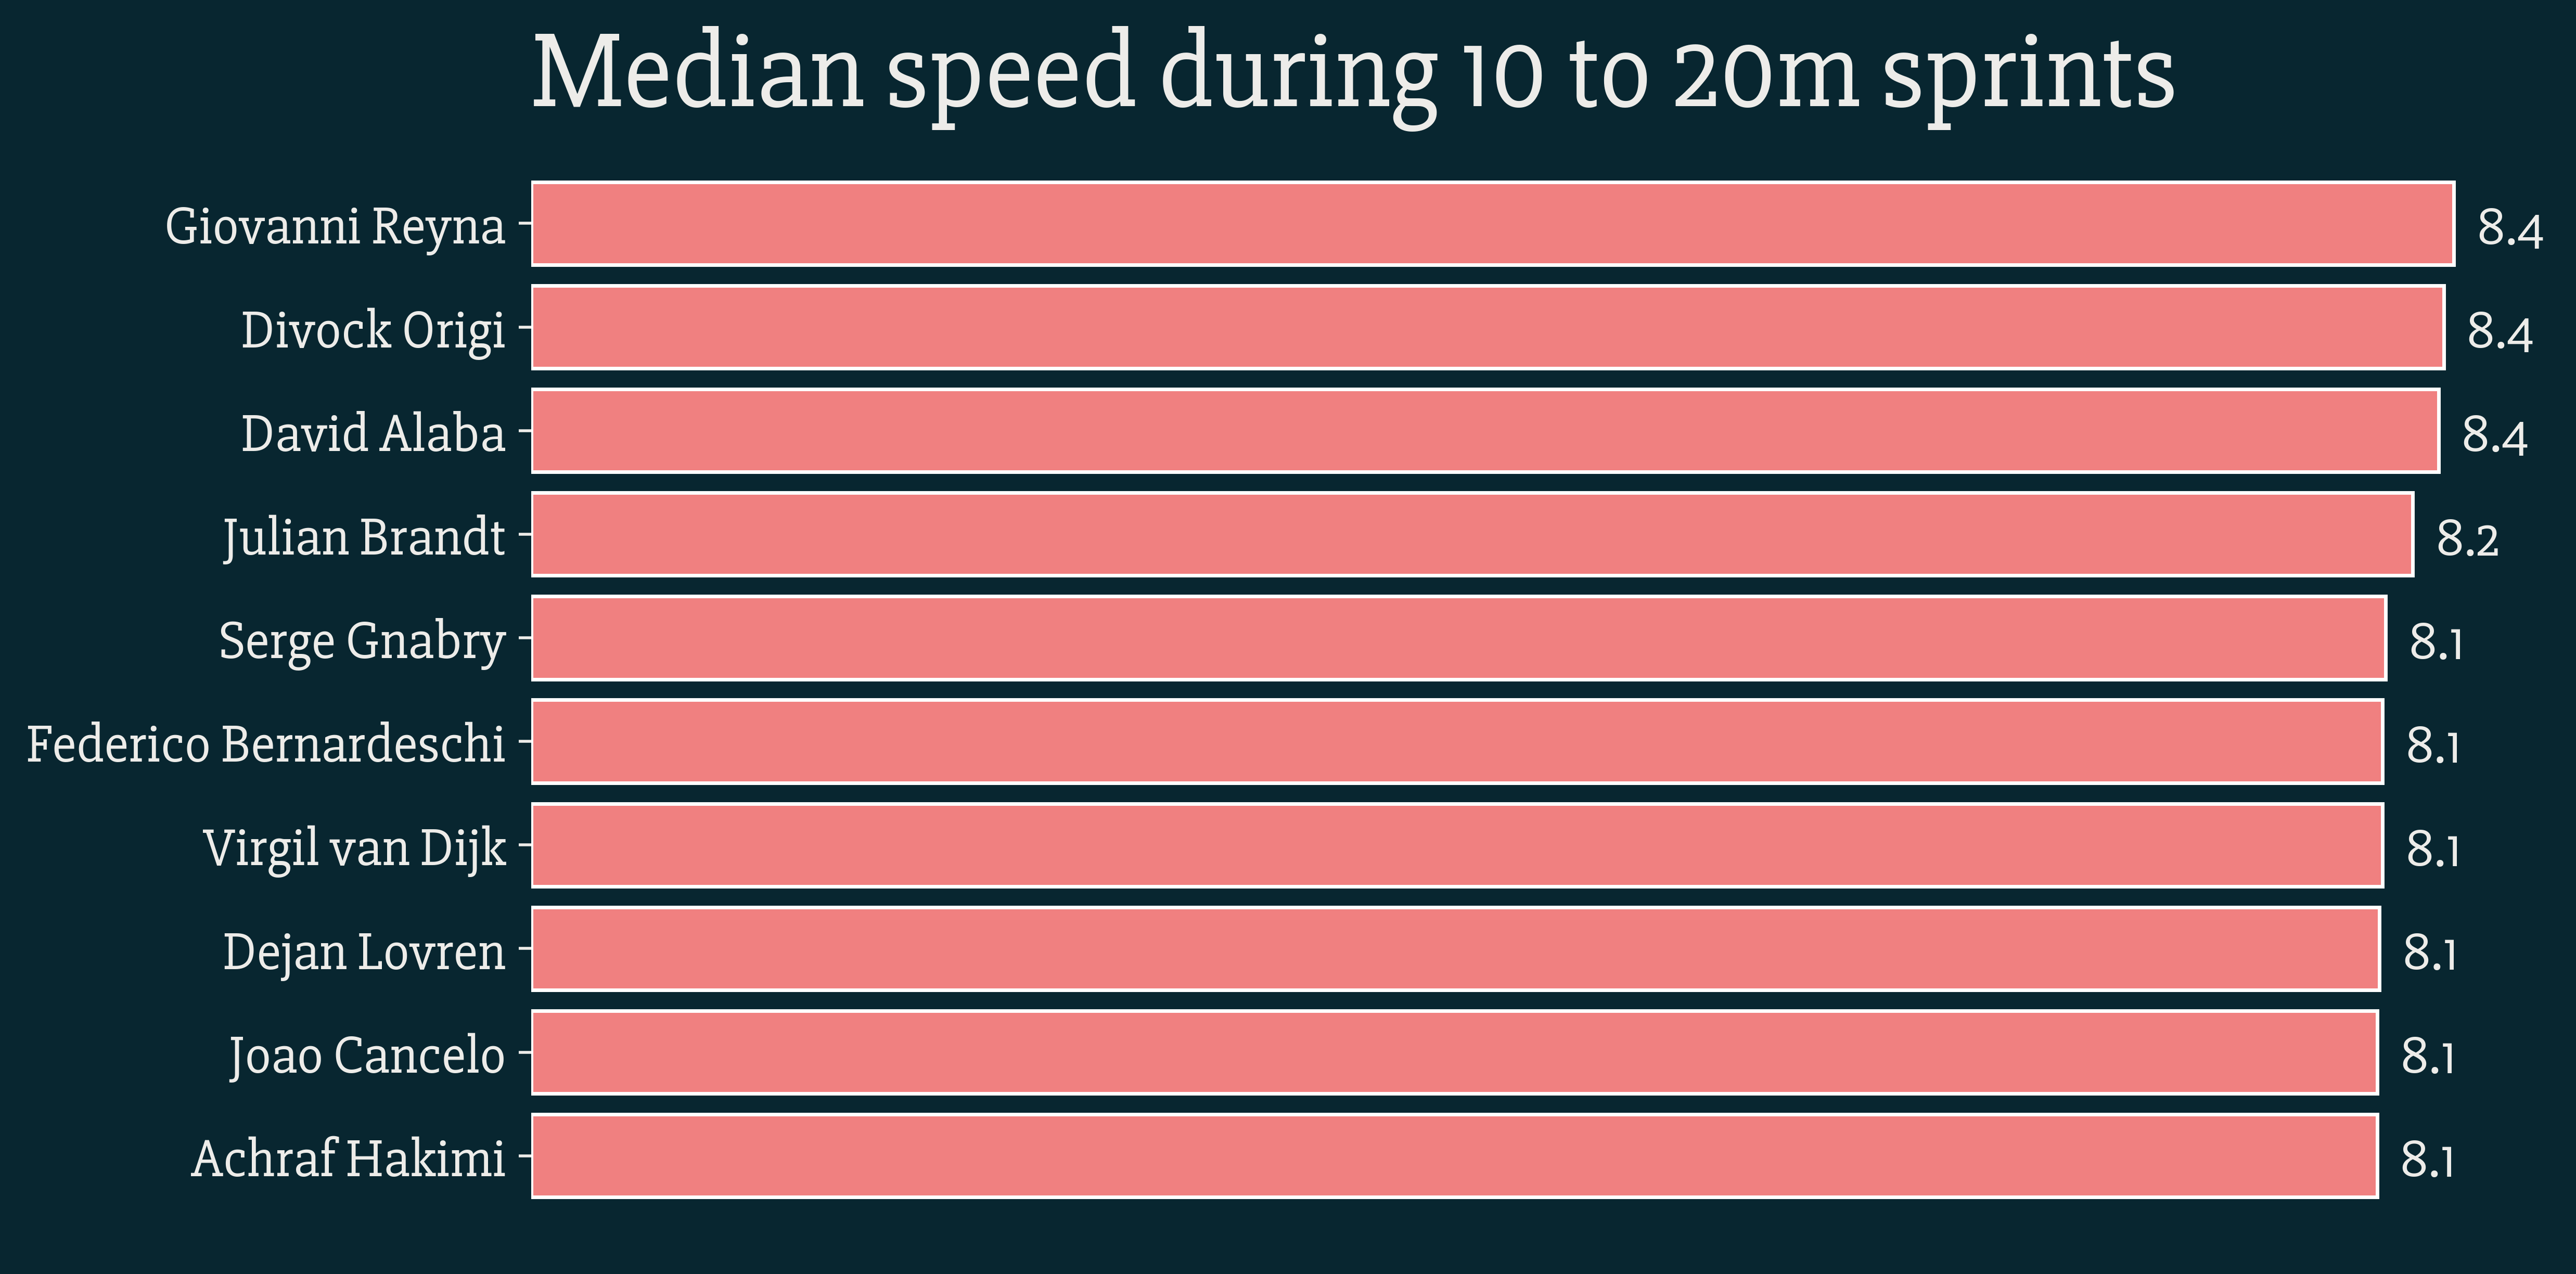 Median speed during 10 to 20m sprints
Giovanni Reyna 8.4
Divock Origi 8.4
David Alaba 8.4
Julian Brandt 8.2
Serge Gnabry 8.1
Federico Bernardeschi 8.1
Virgil van Dijk 8.1
Dejan Lovren 8.1
Joao Cancelo 8.1
Achraf Hakimi 8.1